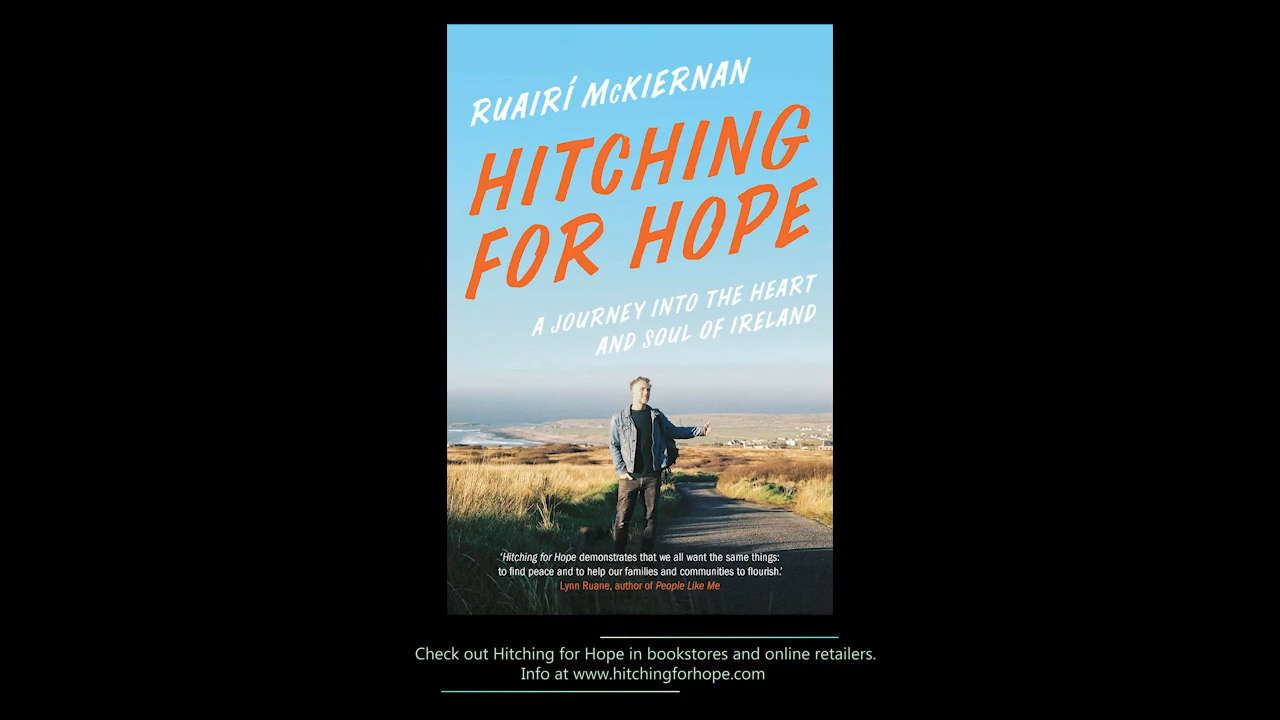 RUAIRÍ McKIERNAN
HITCHING
FOR HOPE
A JOURNEY INTO THE HEART
AND SOUL OF IRELAND
‘Hitching for Hope demonstrates that we all want the same things:
to find peace and to help our families and communities to flourish.’
Lynn Ruane, author of People Like Me
Check out Hitching for Hope in bookstores and online retailers.
Info at www.hitchingforhope.com